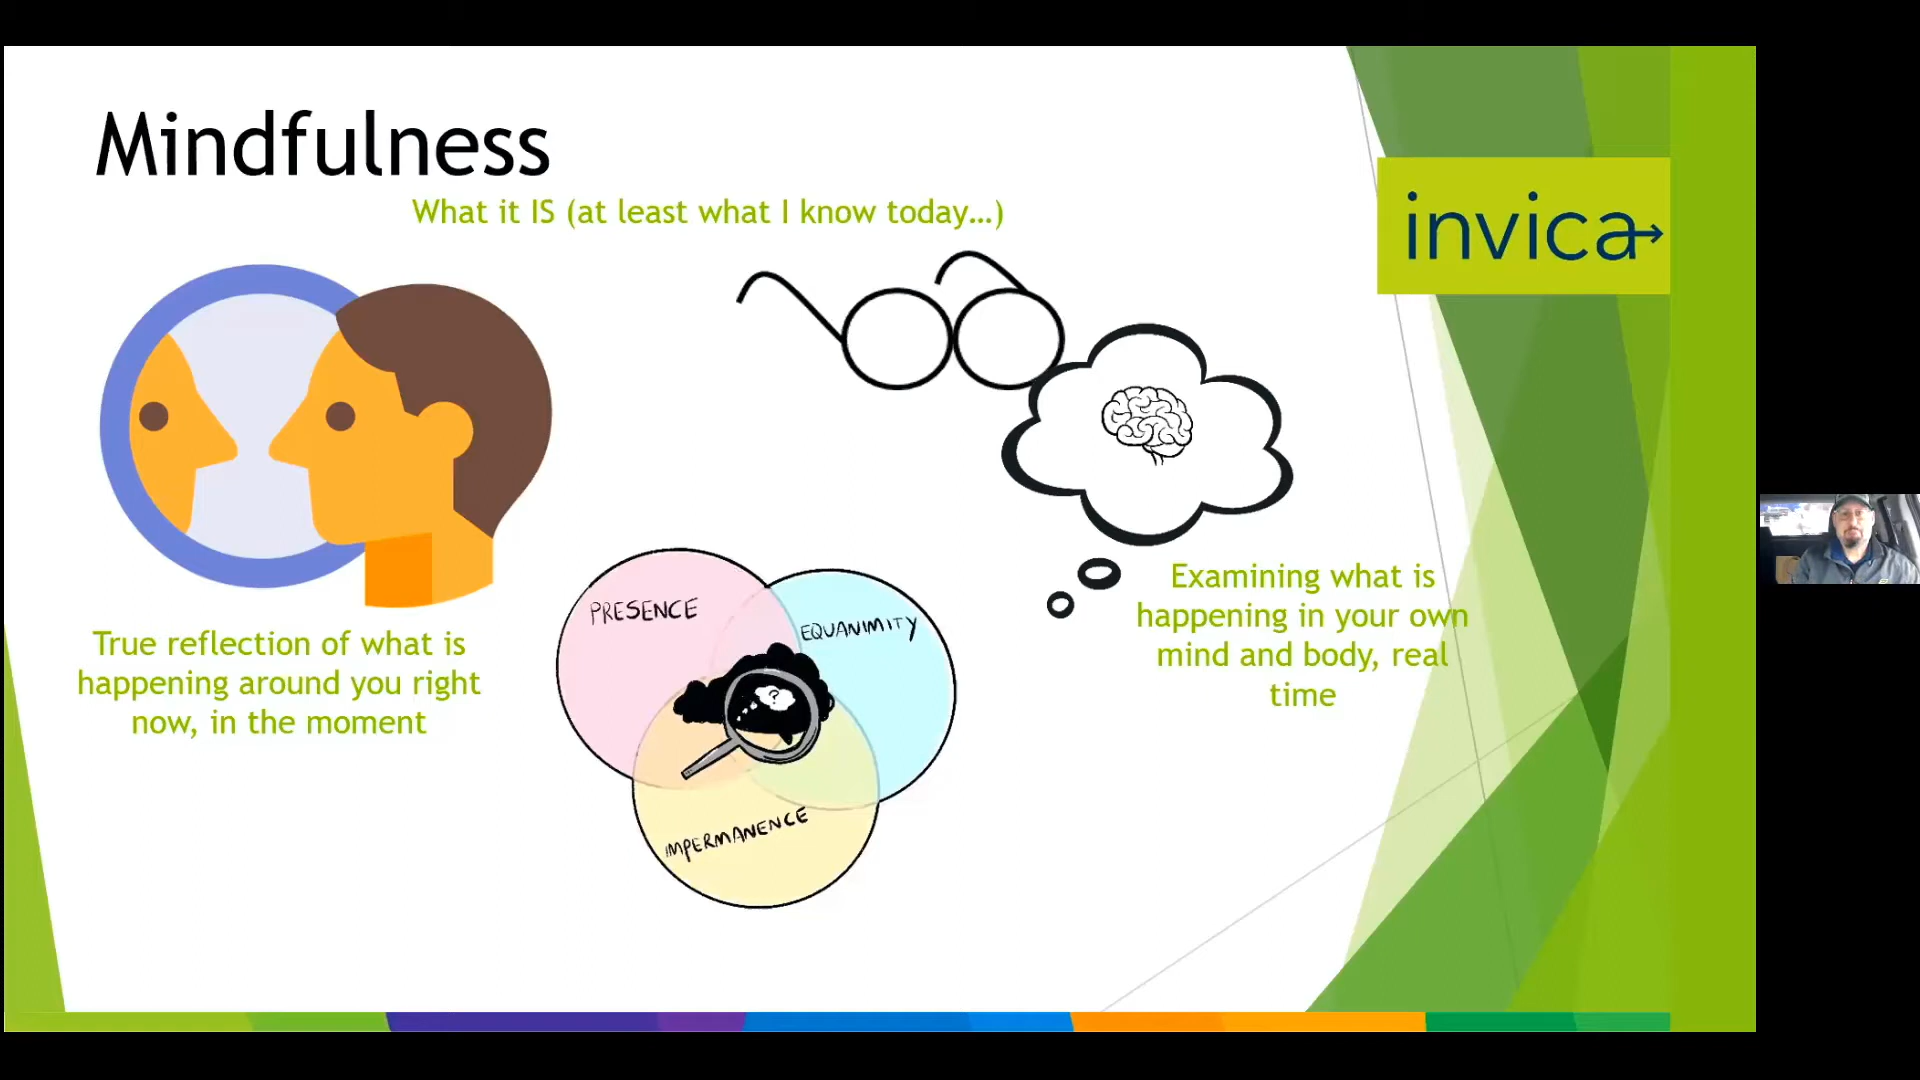 Mindfulness
What it IS (at least what I know today...)
invica
True reflection of what is
happening around you right
now, in the moment
PRESENCE
EQUANIMITY
?
IMPERMANENCE
Examining what is
happening in your own
mind and body, real
time